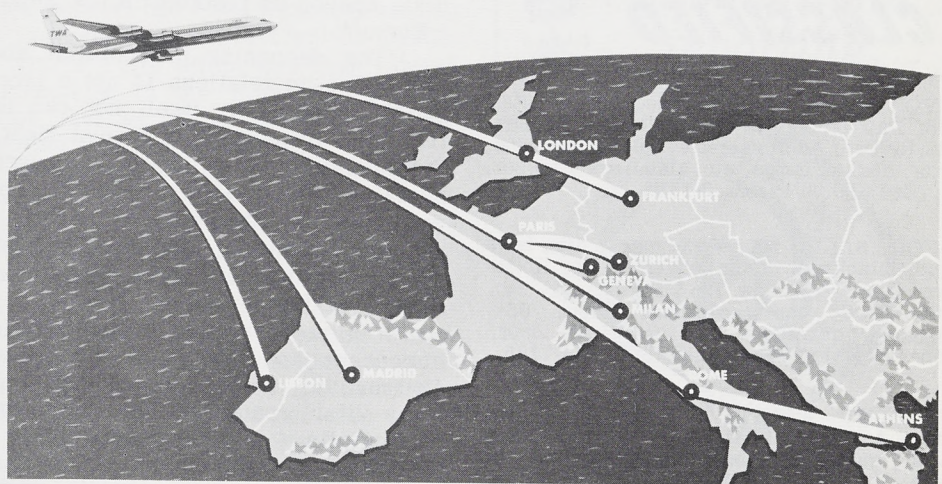 TWA
LONDON
FRANKFURT
PARIS
ZURICH
GENEVA
MILAN
LISBON
MADRID
ROME
ATHENS